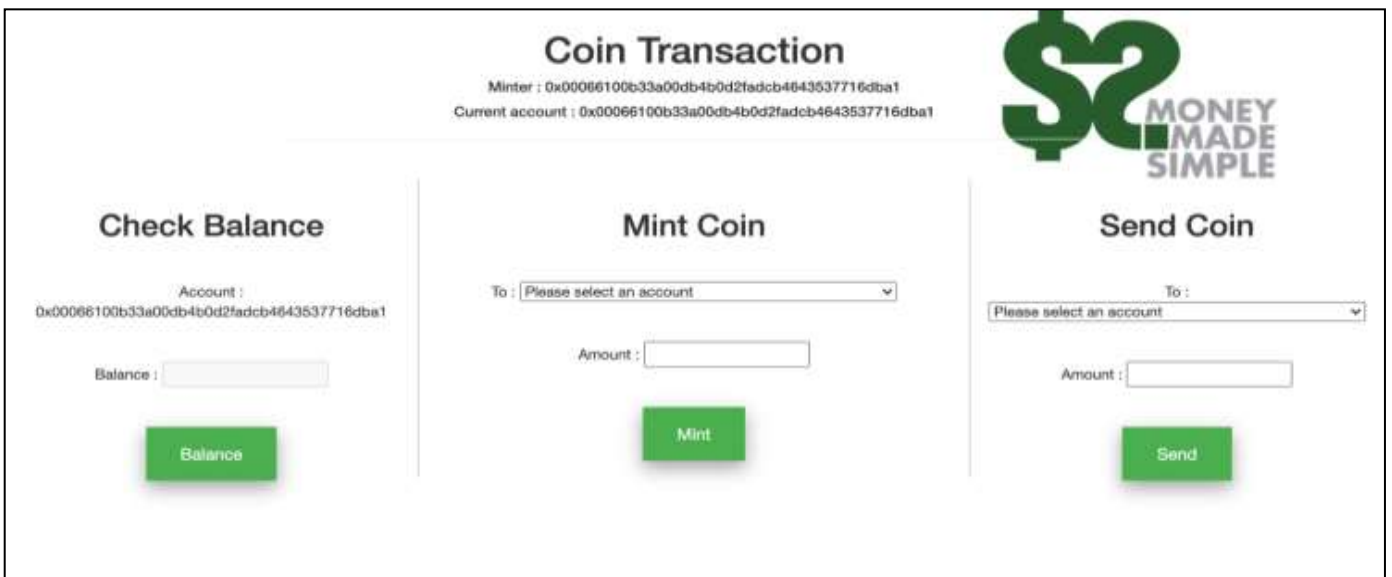 Coin Transaction
Minter : 0x00066100b33a00db4b0d2fadcb4643537716dba1
Current account : 0x00066100b33a00db4b0d2fadcb4643537716dba1
MONEY
MADE
SIMPLE
Check Balance
Account :
0x00066100b33a00db4b0d2fadcb4643537716dba1
Balance :
Balance
Mint Coin
To : Please select an account
Amount :
Mint
Send Coin
To :
Please select an account
Amount :
Send